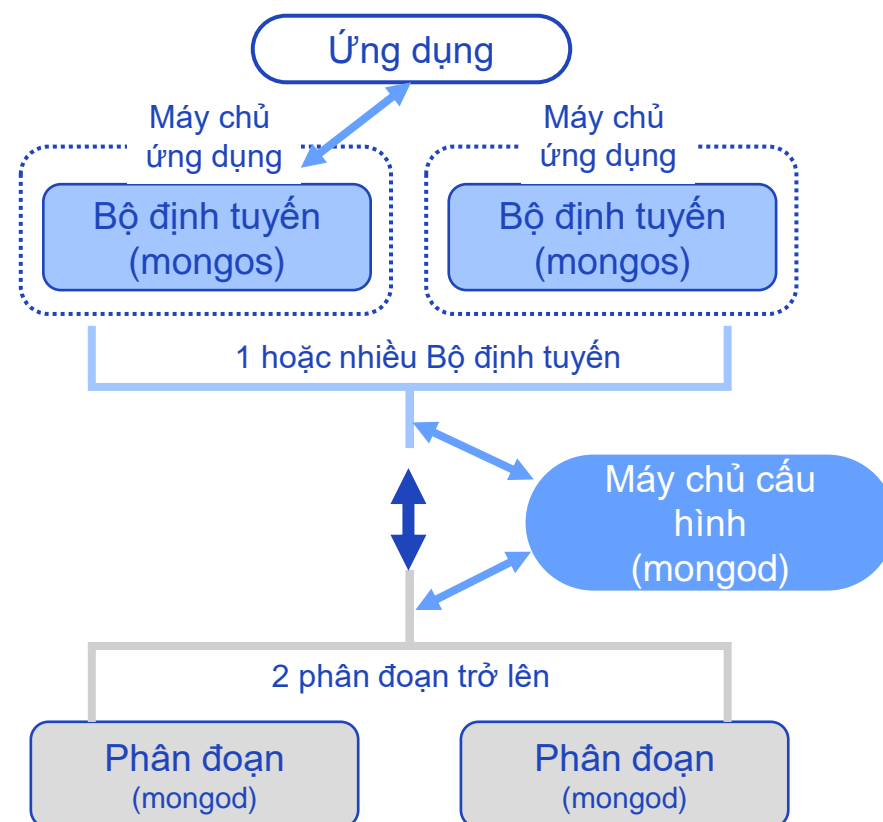 Ứng dụng
Máy chủ
ứng dụng
Máy chủ
ứng dụng
Bộ định tuyến
(mongos)
Bộ định tuyến
(mongos)
1 hoặc nhiều Bộ định tuyến
Máy chủ cấu
hình
(mongod)
2 phân đoạn trở lên
Phân đoạn
(mongod)
Phân đoạn
(mongod)